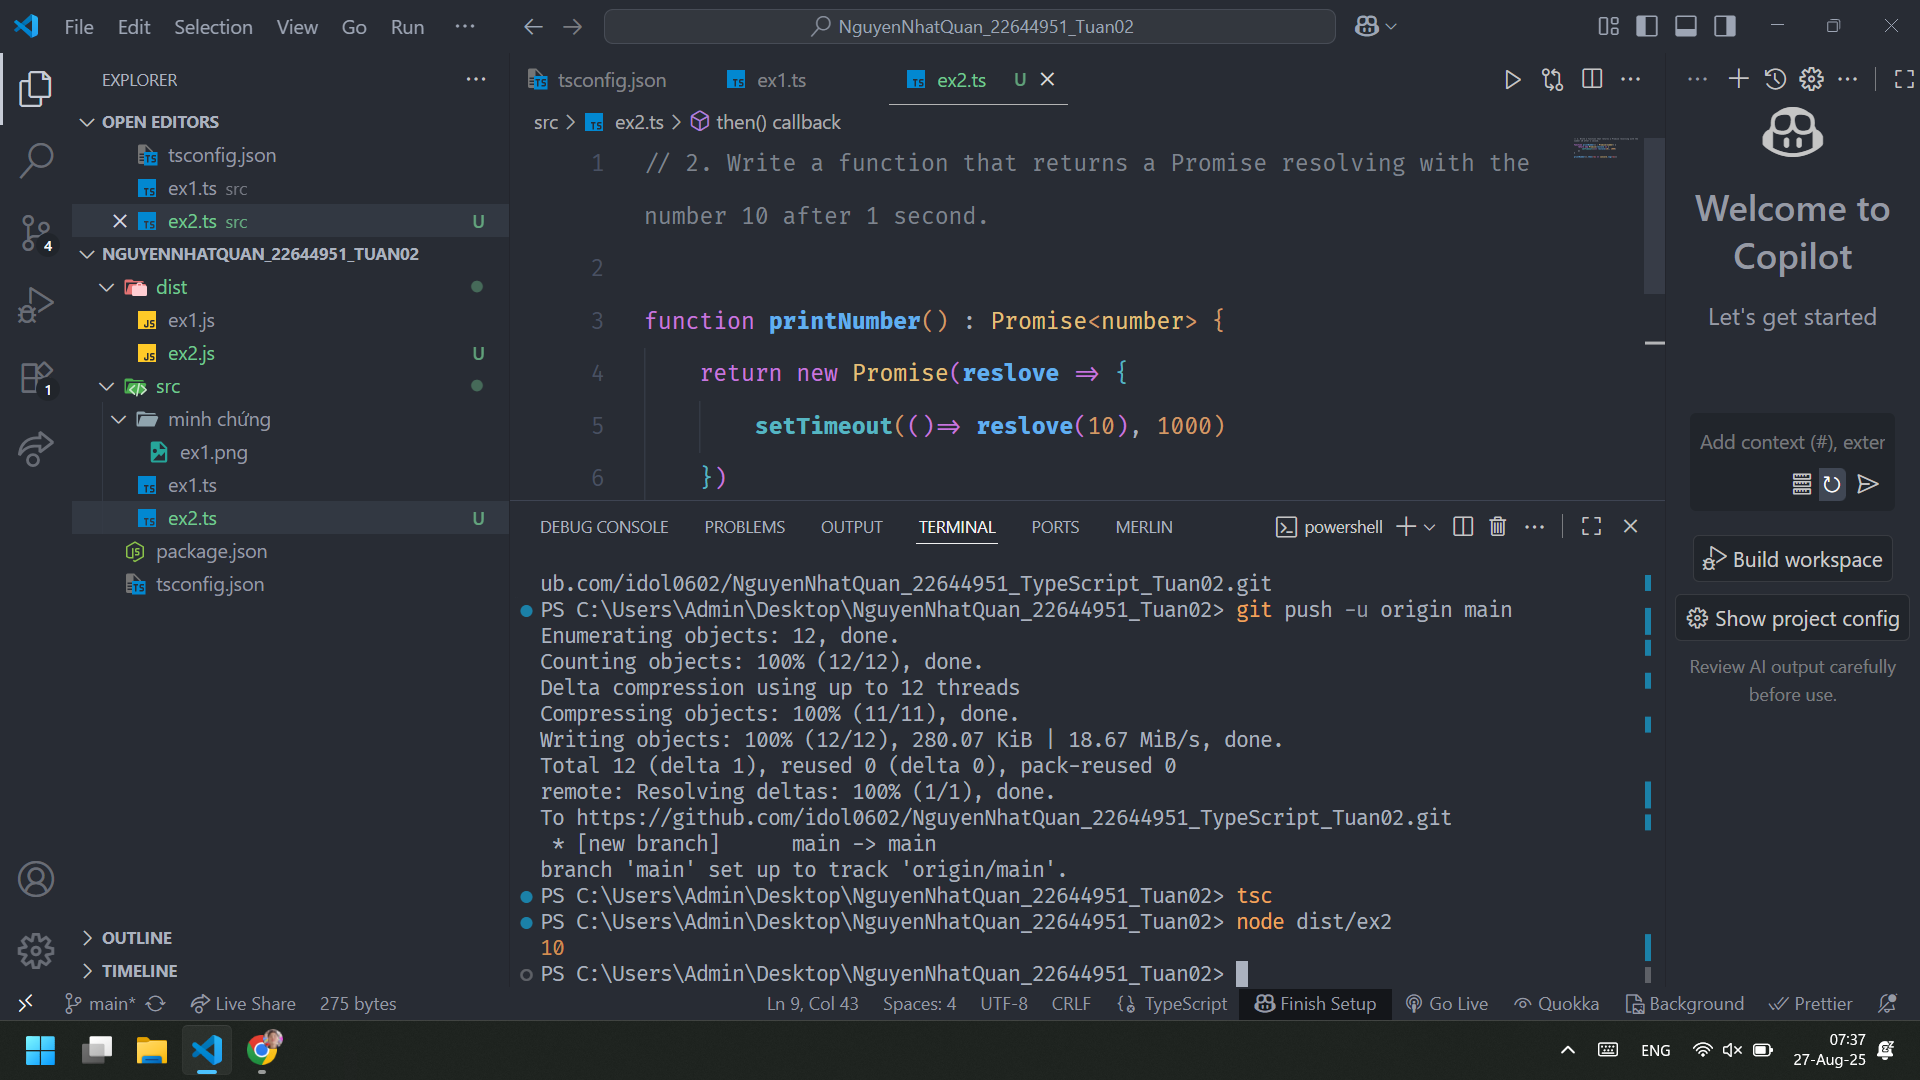 File Edit Selection View Go Run ···
NguyenNhatQuan_22644951_Tuan02
EXPLORER
OPEN EDITORS
tsconfig.json
ex1.ts src
ex2.ts src U
NGUYENNHATQUAN_22644951_TUAN02
dist
ex1.js
ex2.js U
src
minh chứng
ex1.png
ex1.ts
ex2.ts U
package.json
tsconfig.json
OUTLINE
TIMELINE
4
1
tsconfig.json ex1.ts ex2.ts U
src > ex2.ts > then() callback
1 // 2. Write a function that returns a Promise resolving with the
number 10 after 1 second.
2
3 function printNumber() : Promise<number> {
4 return new Promise(reslove => {
5 setTimeout(()=> reslove(10), 1000)
6 })
DEBUG CONSOLE PROBLEMS OUTPUT TERMINAL PORTS MERLIN
powershell
ub.com/idol0602/NguyenNhatQuan_22644951_TypeScript_Tuan02.git
PS C:\Users\Admin\Desktop\NguyenNhatQuan_22644951_Tuan02> git push -u origin main
Enumerating objects: 12, done.
Counting objects: 100% (12/12), done.
Delta compression using up to 12 threads
Compressing objects: 100% (11/11), done.
Writing objects: 100% (12/12), 280.07 KiB | 18.67 MiB/s, done.
Total 12 (delta 1), reused 0 (delta 0), pack-reused 0
remote: Resolving deltas: 100% (1/1), done.
To https://github.com/idol0602/NguyenNhatQuan_22644951_TypeScript_Tuan02.git
* [new branch] main -> main
branch 'main' set up to track 'origin/main'.
PS C:\Users\Admin\Desktop\NguyenNhatQuan_22644951_Tuan02> tsc
PS C:\Users\Admin\Desktop\NguyenNhatQuan_22644951_Tuan02> node dist/ex2
10
PS C:\Users\Admin\Desktop\NguyenNhatQuan_22644951_Tuan02>
Welcome to
Copilot
Let's get started
Add context (#), exter
Build workspace
Show project config
Review AI output carefully
before use.
main* Live Share 275 bytes Ln 9, Col 43 Spaces: 4 UTF-8 CRLF {} TypeScript Finish Setup Go Live Quokka Background Prettier
ENG
07:37
27-Aug-25